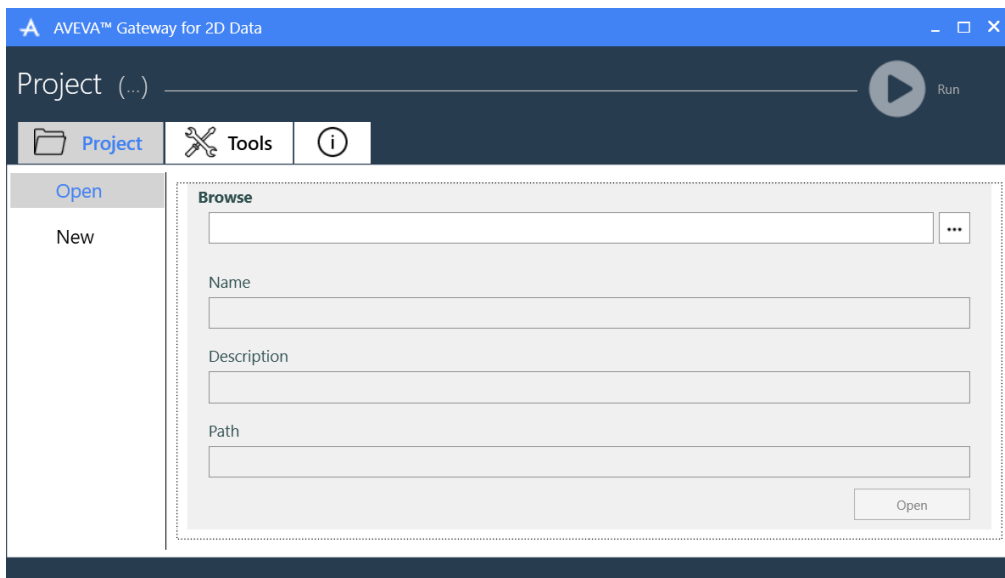 AVEVA™ Gateway for 2D Data
Project (...)
Run
Project
Tools
Open
New
Browse
...
Name
Description
Path
Open